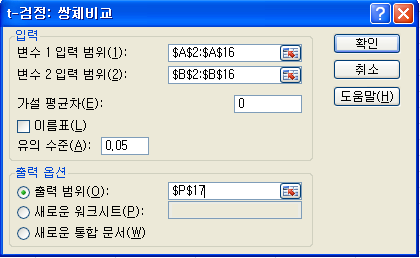 t-검정: 쌍체비교
입력
변수 1 입력 범위(1): $A$2:$A$16
변수 2 입력 범위(2): $B$2:$B$16
가설 평균차(E): 0
이름표(L)
유의 수준(A): 0,05
출력 옵션
출력 범위(O): $P$17
새로운 워크시트(P):
새로운 통합 문서(W)
확인
취소
도움말(H)